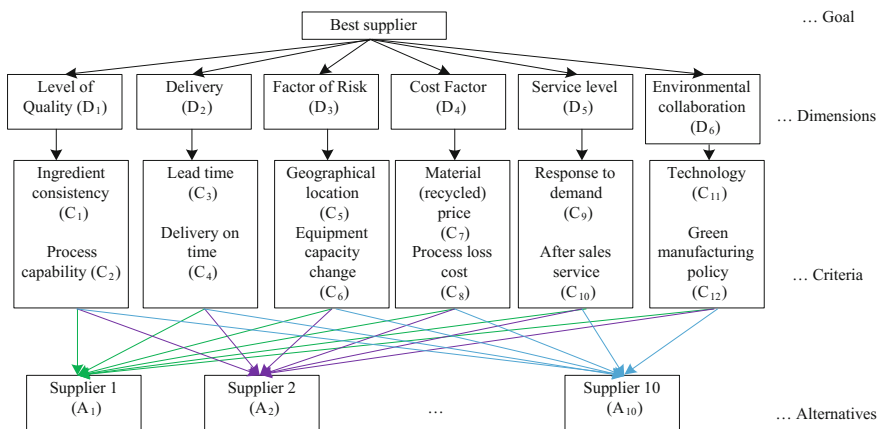 Best supplier
... Goal
Level of
Quality (D₁)
Delivery
(D₂)
Factor of Risk
(D₃)
Cost Factor
(D₄)
Service level
(D₅)
Environmental
collaboration
(D₆)
... Dimensions
Ingredient
consistency
(C₁)
Process
capability (C₂)
Lead time
(C₃)
Delivery on
time
(C₄)
Geographical
location
(C₅)
Equipment
capacity
change
(C₆)
Material
(recycled)
price
(C₇)
Process loss
cost
(C₈)
Response to
demand
(C₉)
After sales
service
(C₁₀)
Technology
(C₁₁)
Green
manufacturing
policy
(C₁₂)
... Criteria
Supplier 1
(A₁)
Supplier 2
(A₂)
...
Supplier 10
(A₁₀)
... Alternatives